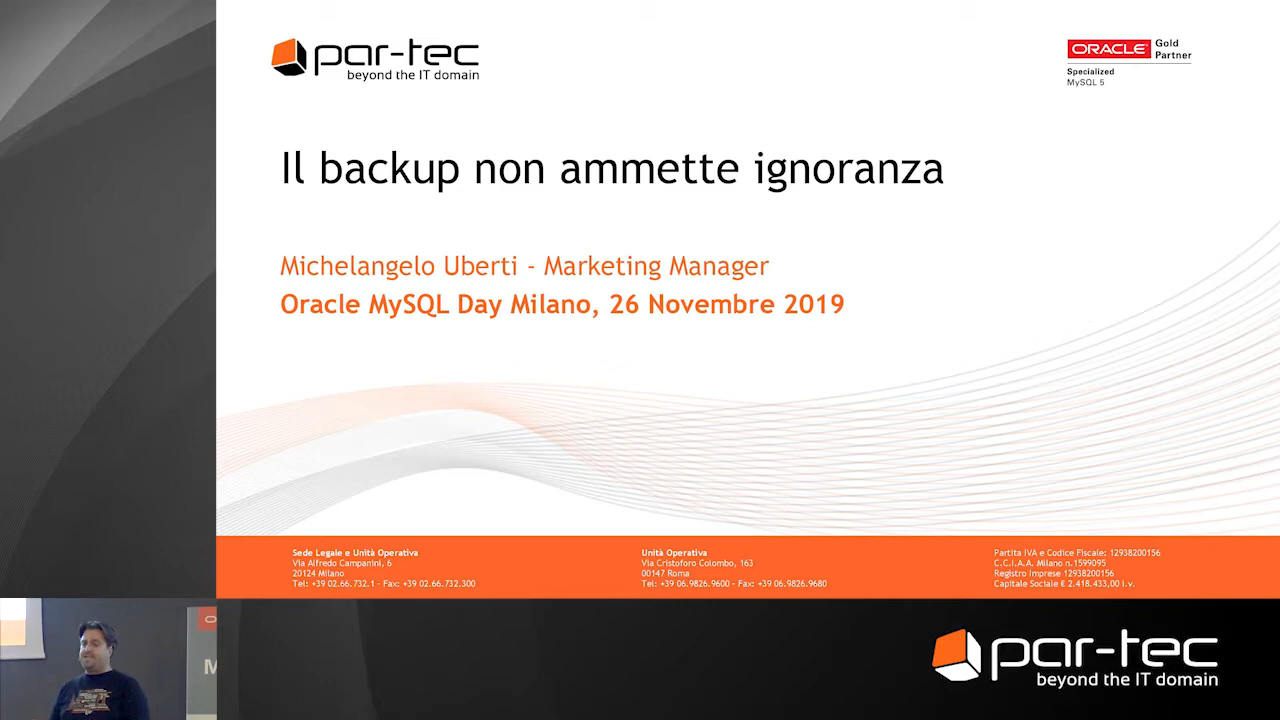 par-tec
beyond the IT domain
ORACLE Gold Partner
Specialized
MySQL 5
Il backup non ammette ignoranza
Michelangelo Uberti - Marketing Manager
Oracle MySQL Day Milano, 26 Novembre 2019
Sede Legale e Unità Operativa
Via Alfredo Campanini, 6
20124 Milano
Tel: +39 02.66.732.1 - Fax: +39 02.66.732.300
Unità Operativa
Via Cristoforo Colombo, 163
00147 Roma
Tel: +39 06.9826.9600 - Fax: +39 06.9826.9680
Partita IVA e Codice Fiscale: 12938200156
C.C.I.A.A. Milano n.1599095
Registro Imprese 12938200156
Capitale Sociale € 2.418.433,00 i.v.
par-tec
beyond the IT domain